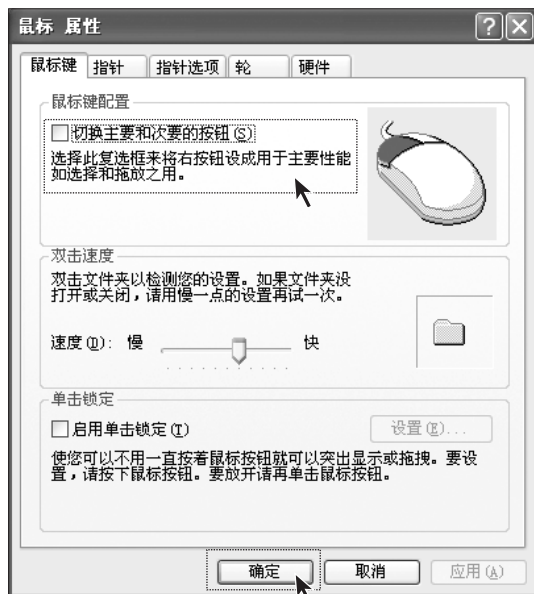 鼠标 属性
鼠标键 指针 指针选项 轮 硬件
鼠标键配置
切换主要和次要的按钮(S)
选择此复选框来将右按钮设成用于主要性能
如选择和拖放之用。
双击速度
双击文件夹以检测您的设置。如果文件夹没
打开或关闭，请用慢一点的设置再试一次。
速度(D): 慢 快
单击锁定
启用单击锁定(T) 设置(E)...
使您可以不用一直按着鼠标按钮就可以突出显示或拖拽。要设
置，请按下鼠标按钮。要放开请再单击鼠标按钮。
确定 取消 应用(A)